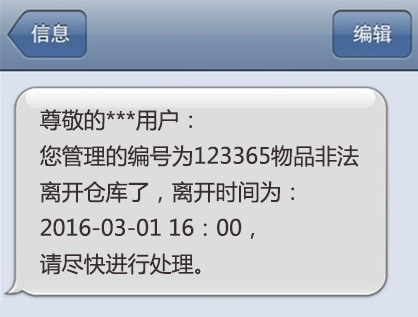 信息 编辑
尊敬的***用户：
您管理的编号为123365物品非法
离开仓库了，离开时间为：
2016-03-01 16：00，
请尽快进行处理。